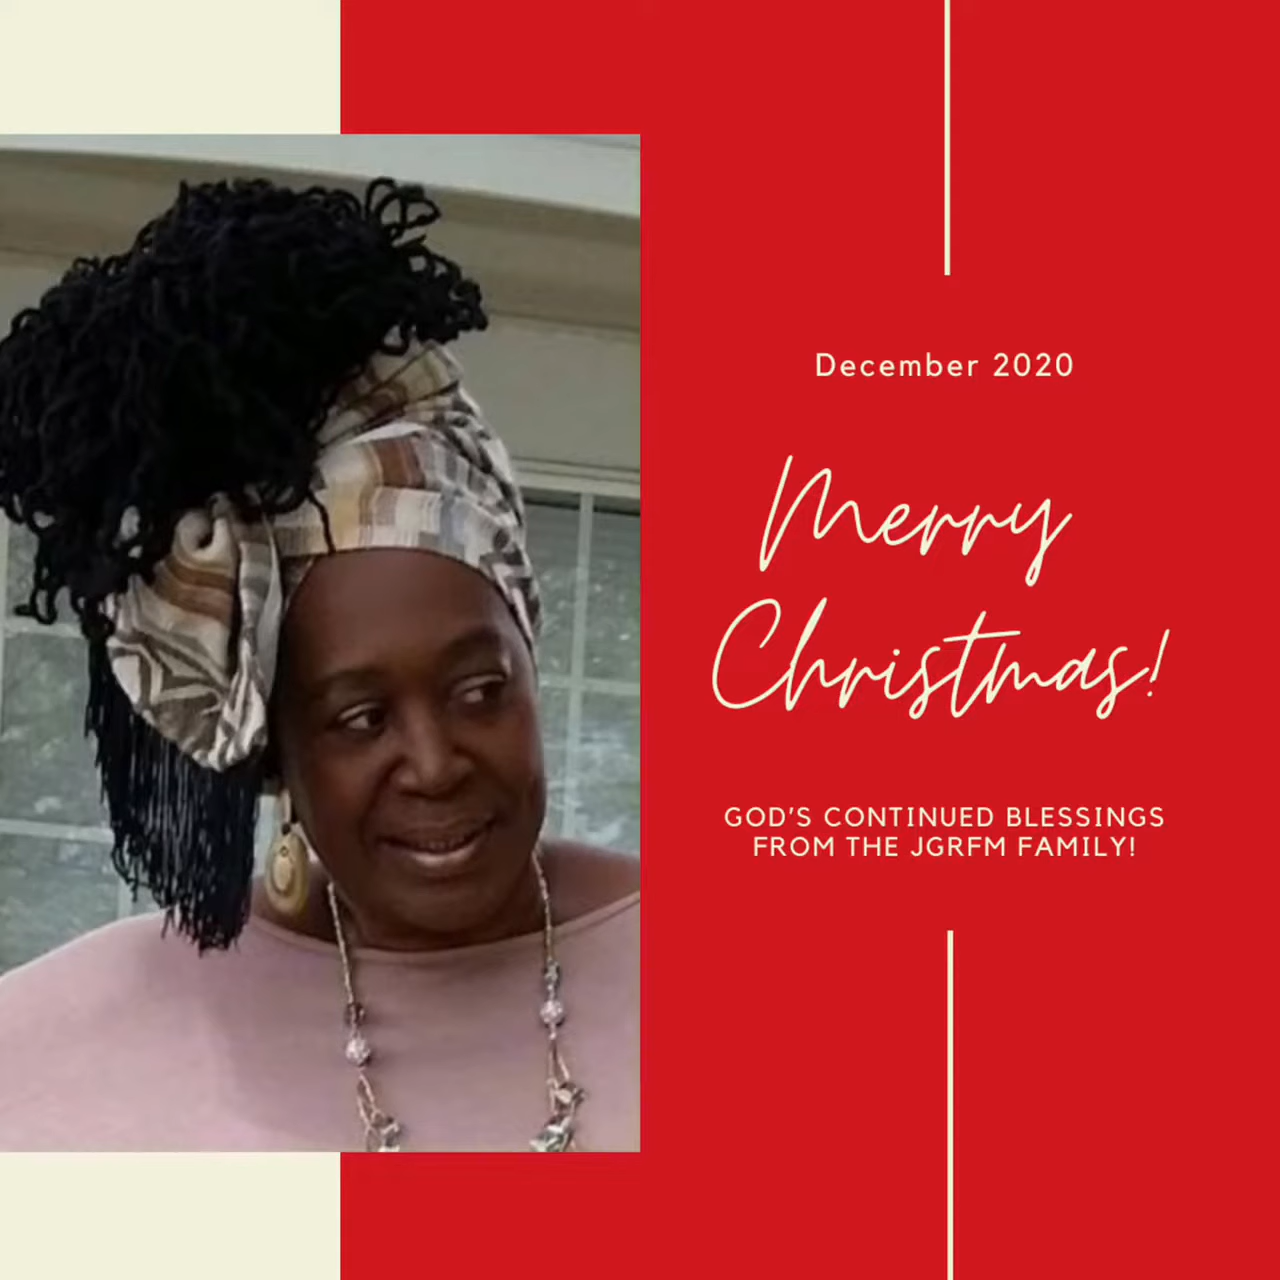 December 2020
Merry
Christmas!
GOD'S CONTINUED BLESSINGS
FROM THE JGRFM FAMILY!